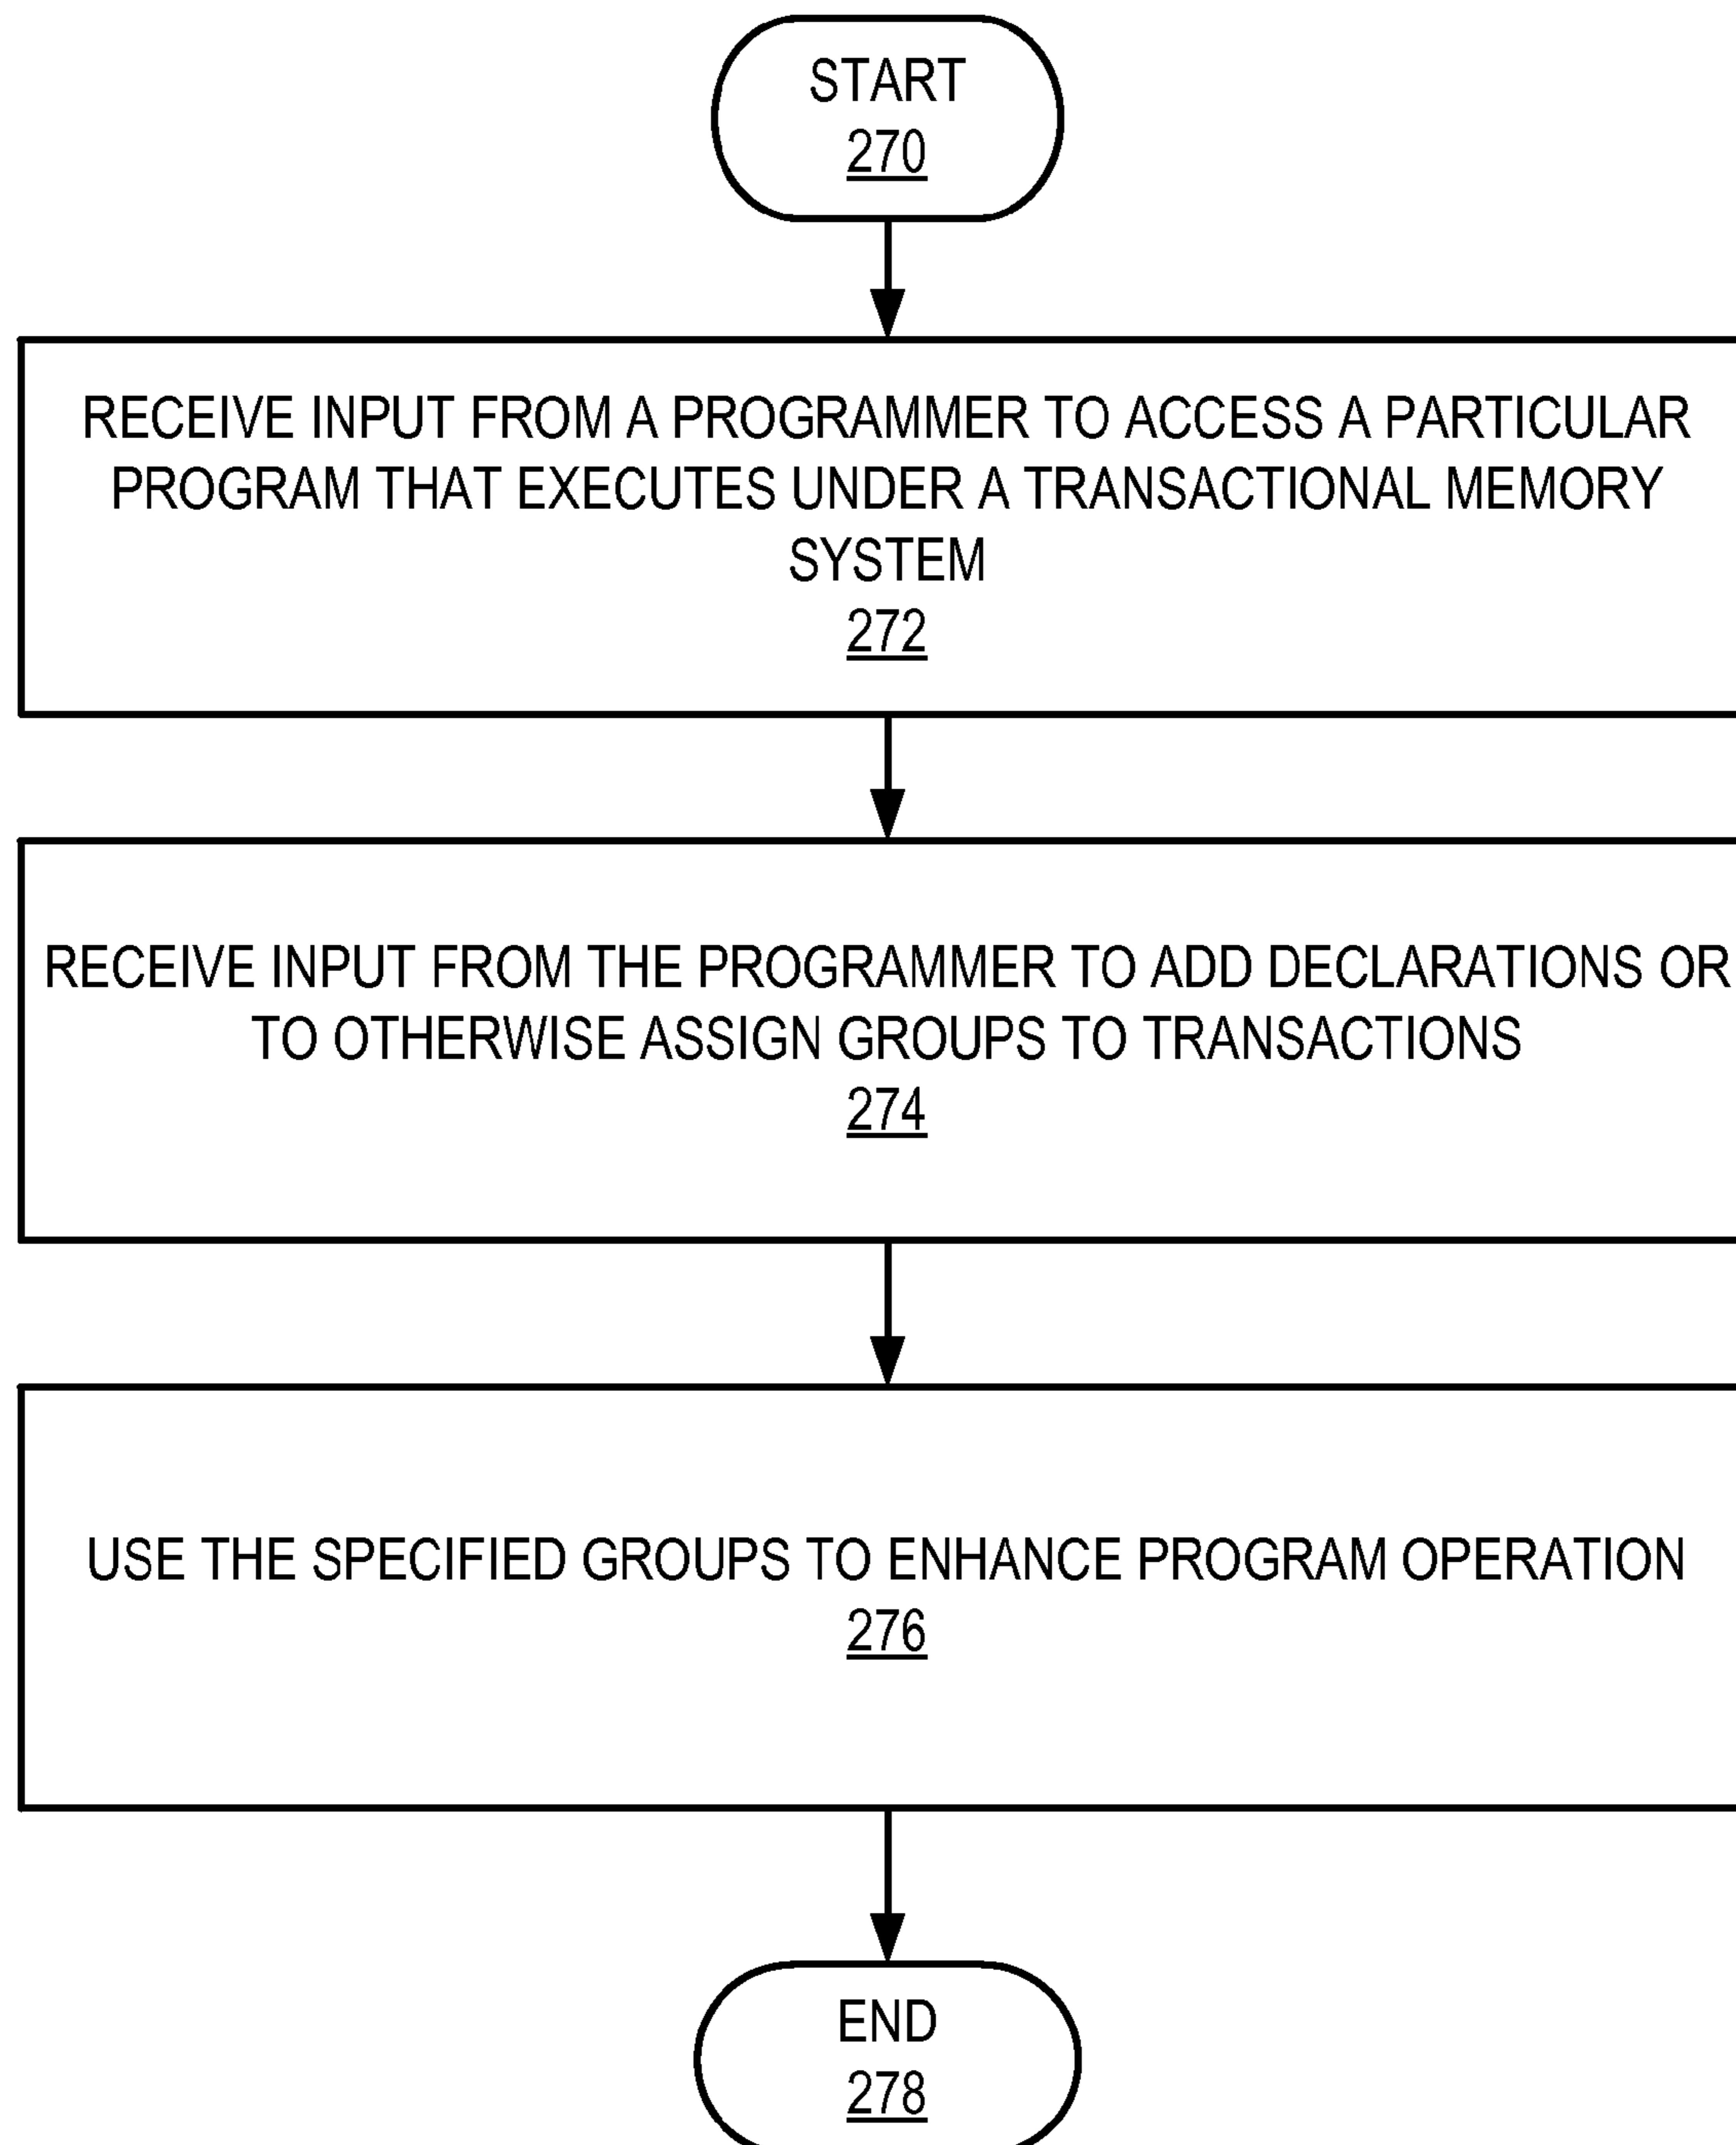 START
270
RECEIVE INPUT FROM A PROGRAMMER TO ACCESS A PARTICULAR
PROGRAM THAT EXECUTES UNDER A TRANSACTIONAL MEMORY
SYSTEM
272
RECEIVE INPUT FROM THE PROGRAMMER TO ADD DECLARATIONS OR
TO OTHERWISE ASSIGN GROUPS TO TRANSACTIONS
274
USE THE SPECIFIED GROUPS TO ENHANCE PROGRAM OPERATION
276
END
278